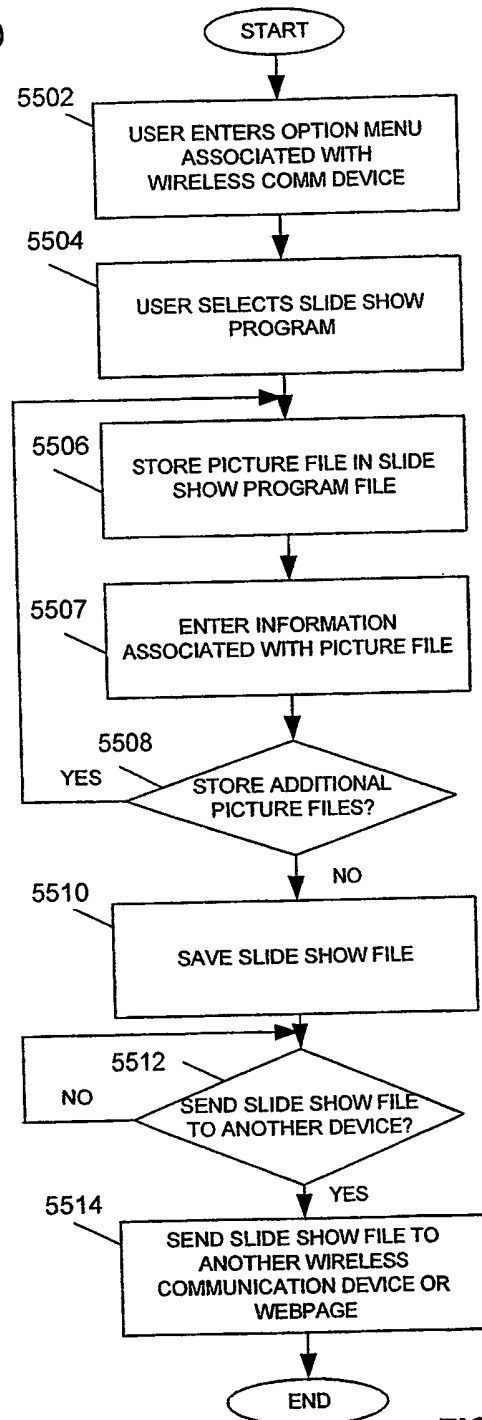 START
5502
USER ENTERS OPTION MENU
ASSOCIATED WITH
WIRELESS COMM DEVICE
5504
USER SELECTS SLIDE SHOW
PROGRAM
5506
STORE PICTURE FILE IN SLIDE
SHOW PROGRAM FILE
5507
ENTER INFORMATION
ASSOCIATED WITH PICTURE FILE
5508
YES
STORE ADDITIONAL
PICTURE FILES?
NO
5510
SAVE SLIDE SHOW FILE
5512
NO
SEND SLIDE SHOW FILE
TO ANOTHER DEVICE?
YES
5514
SEND SLIDE SHOW FILE TO
ANOTHER WIRELESS
COMMUNICATION DEVICE OR
WEBPAGE
END